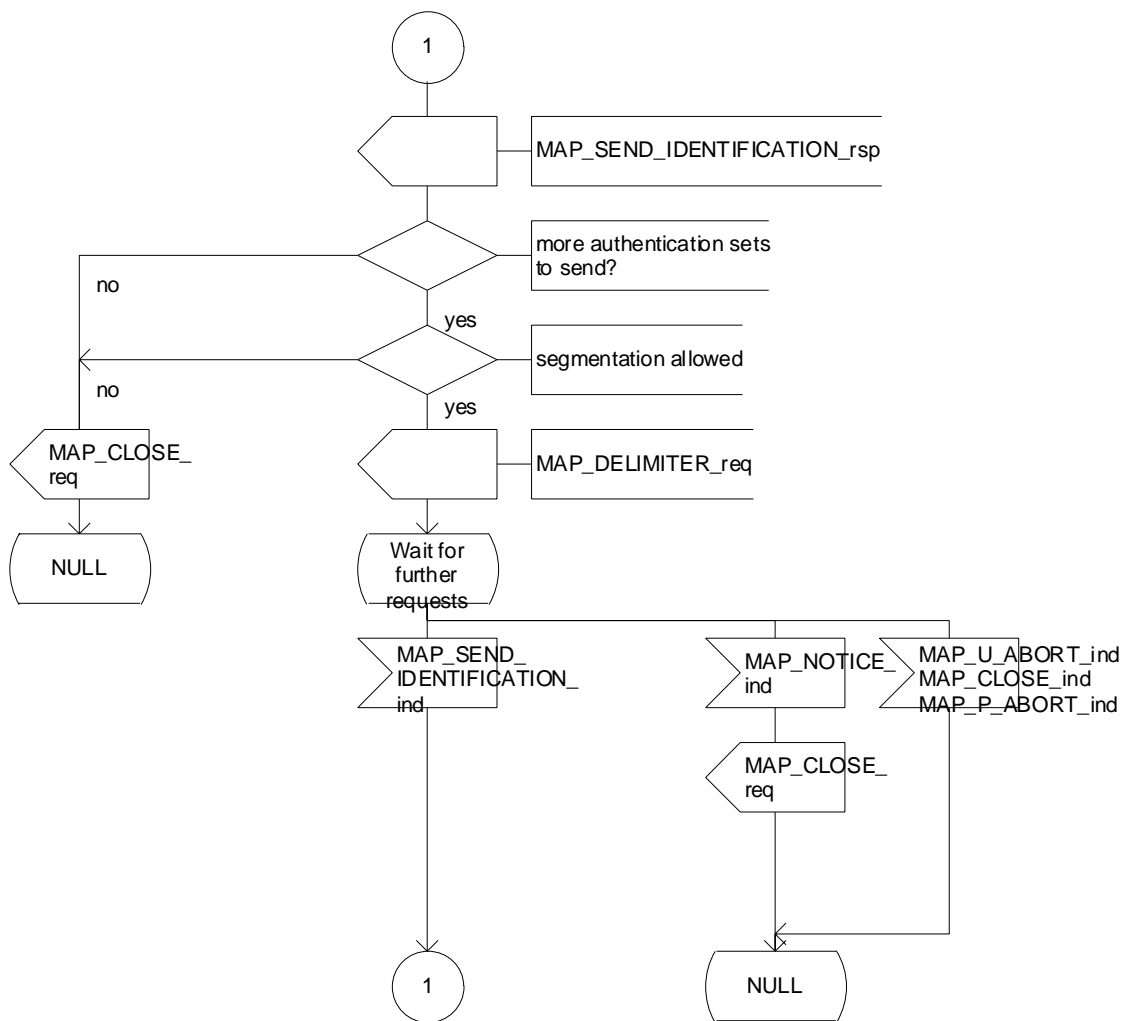 1
MAP_SEND_IDENTIFICATION_rsp
more authentication sets
to send?
no
yes
segmentation allowed
no
yes
MAP_CLOSE_
req
MAP_DELIMITER_req
NULL
Wait for
further
requests
MAP_SEND_
IDENTIFICATION_
ind
MAP_NOTICE_
ind
MAP_U_ABORT_ind
MAP_CLOSE_ind
MAP_P_ABORT_ind
MAP_CLOSE_
req
1
NULL